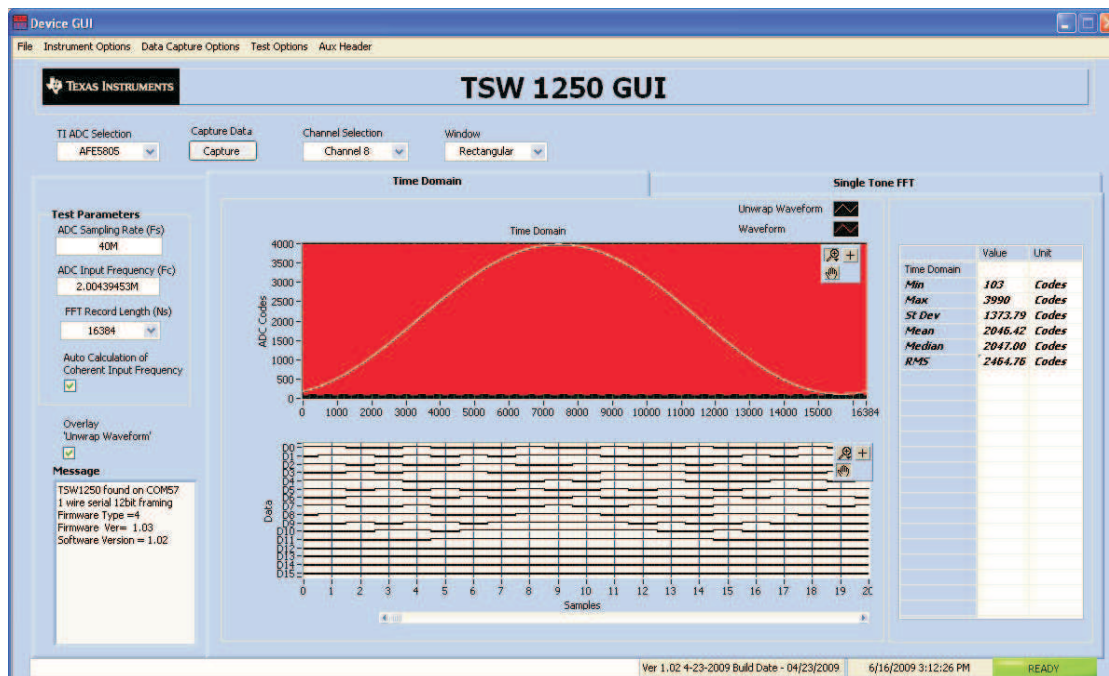 Device GUI
File Instrument Options Data Capture Options Test Options Aux Header
TEXAS INSTRUMENTS
TSW 1250 GUI
TI ADC Selection
AFE5805
Capture Data
Capture
Channel Selection
Channel 8
Window
Rectangular
Time Domain
Single Tone FFT
Test Parameters
ADC Sampling Rate (Fs)
40M
ADC Input Frequency (Fc)
2.00439453M
FFT Record Length (Ns)
16384
Auto Calculation of
Coherent Input Frequency
Overlay
'Unwrap Waveform'
Message
TSW1250 found on COM57
1 wire serial 12bit framing
Firmware Type =4
Firmware Ver= 1.03
Software Version = 1.02
Unwrap Waveform
Waveform
Time Domain
ADC Codes
4000
3500
3000
2500
2000
1500
1000
500
0
0 1000 2000 3000 4000 5000 6000 7000 8000 9000 10000 11000 12000 13000 14000 15000 16384
Data
D0
D1
D2
D3
D4
D5
D6
D7
D8
D9
D10
D11
D12
D13
D14
D15
0 1 2 3 4 5 6 7 8 9 10 11 12 13 14 15 16 17 18 19 20
Samples
Value Unit
Time Domain
Min 103 Codes
Max 3990 Codes
St Dev 1373.79 Codes
Mean 2046.42 Codes
Median 2047.00 Codes
RMS 2464.76 Codes
Ver 1.02 4-23-2009 Build Date - 04/23/2009 6/16/2009 3:12:26 PM READY